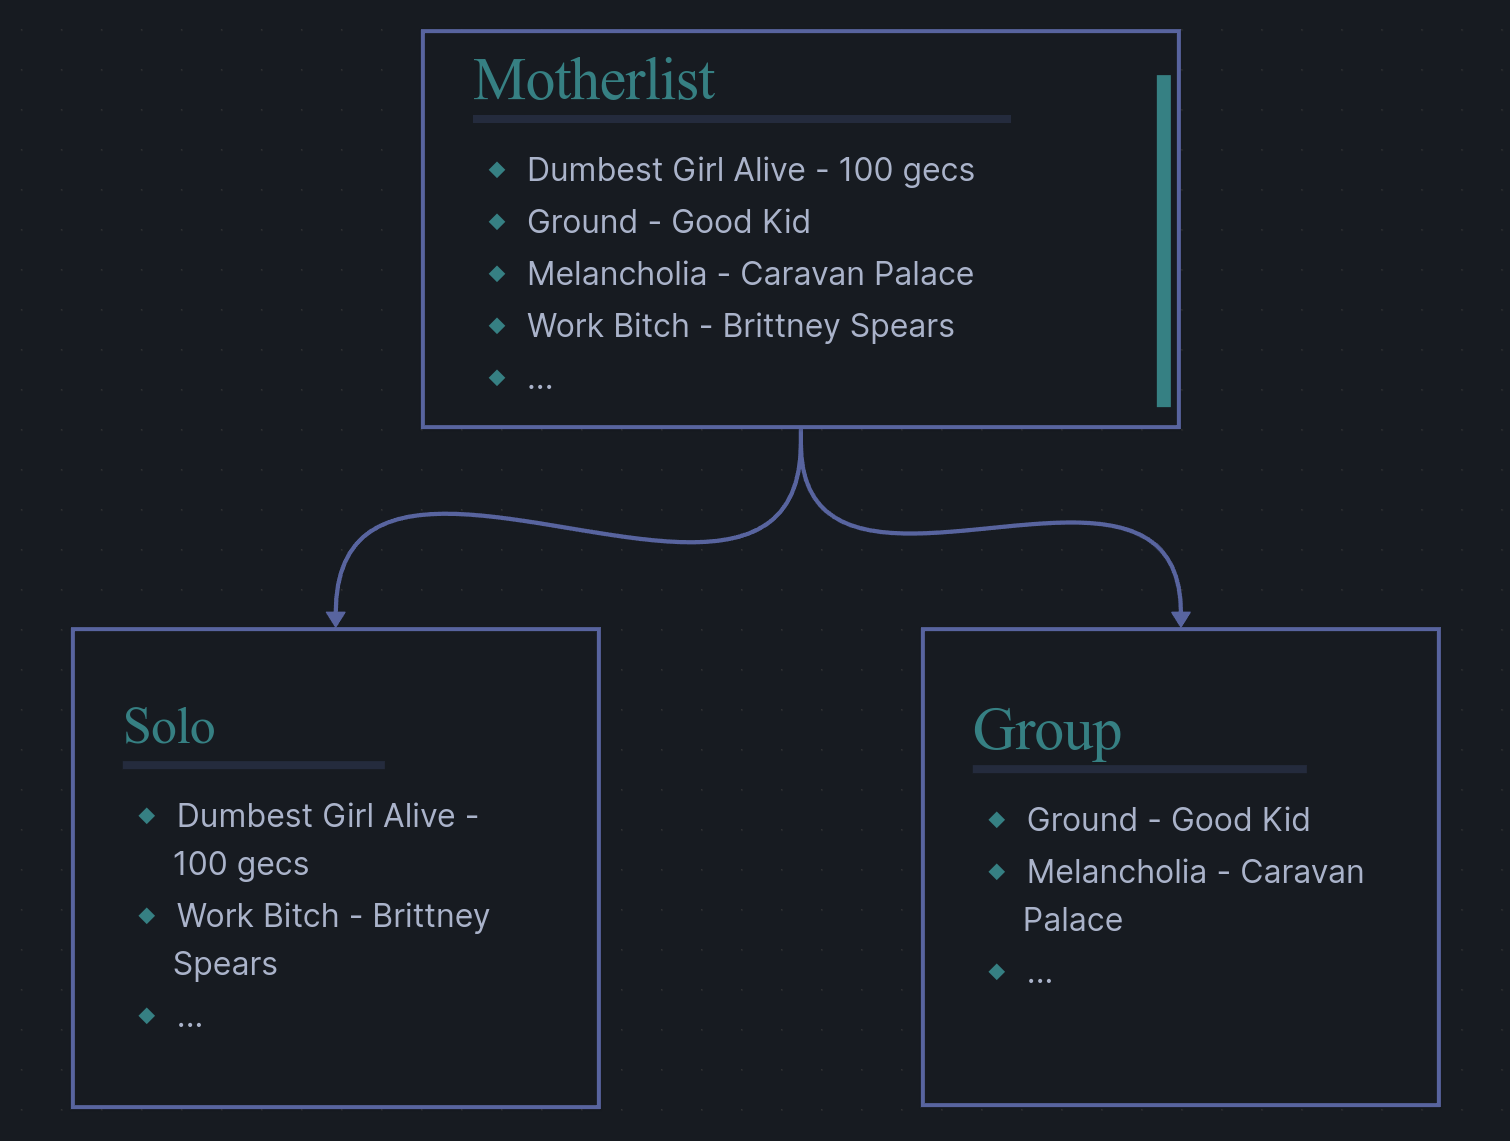 Motherlist
Dumbest Girl Alive - 100 gecs
Ground - Good Kid
Melancholia - Caravan Palace
Work Bitch - Brittney Spears
...
Solo
Dumbest Girl Alive -
100 gecs
Work Bitch - Brittney
Spears
...
Group
Ground - Good Kid
Melancholia - Caravan
Palace
...